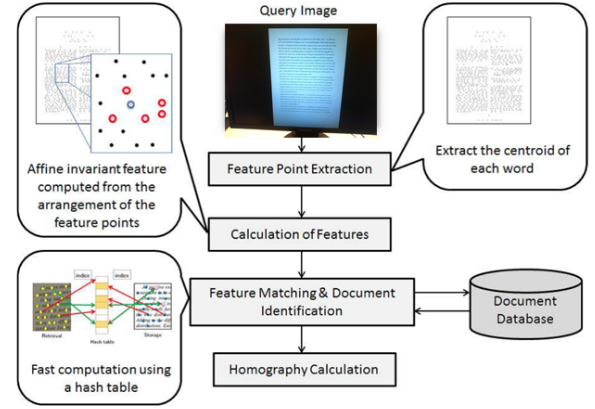 Query Image
Affine invariant feature
computed from the
arrangement of the
feature points
Extract the centroid of
each word
Feature Point Extraction
Calculation of Features
Feature Matching & Document
Identification
Document
Database
index
index
Retrieval
Hash table
Storage
Fast computation using
a hash table
Homography Calculation